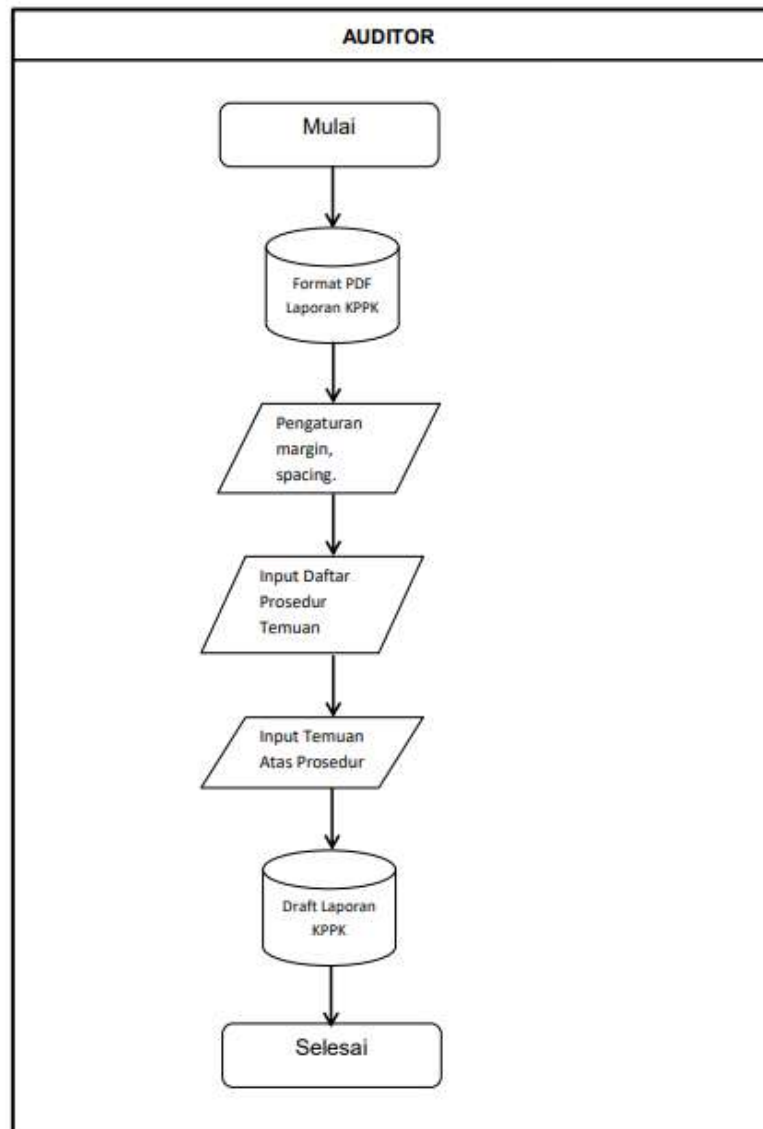 AUDITOR
Mulai
Format PDF
Laporan KPPK
Pengaturan
margin,
spacing.
Input Daftar
Prosedur
Temuan
Input Temuan
Atas Prosedur
Draft Laporan
KPPK
Selesai